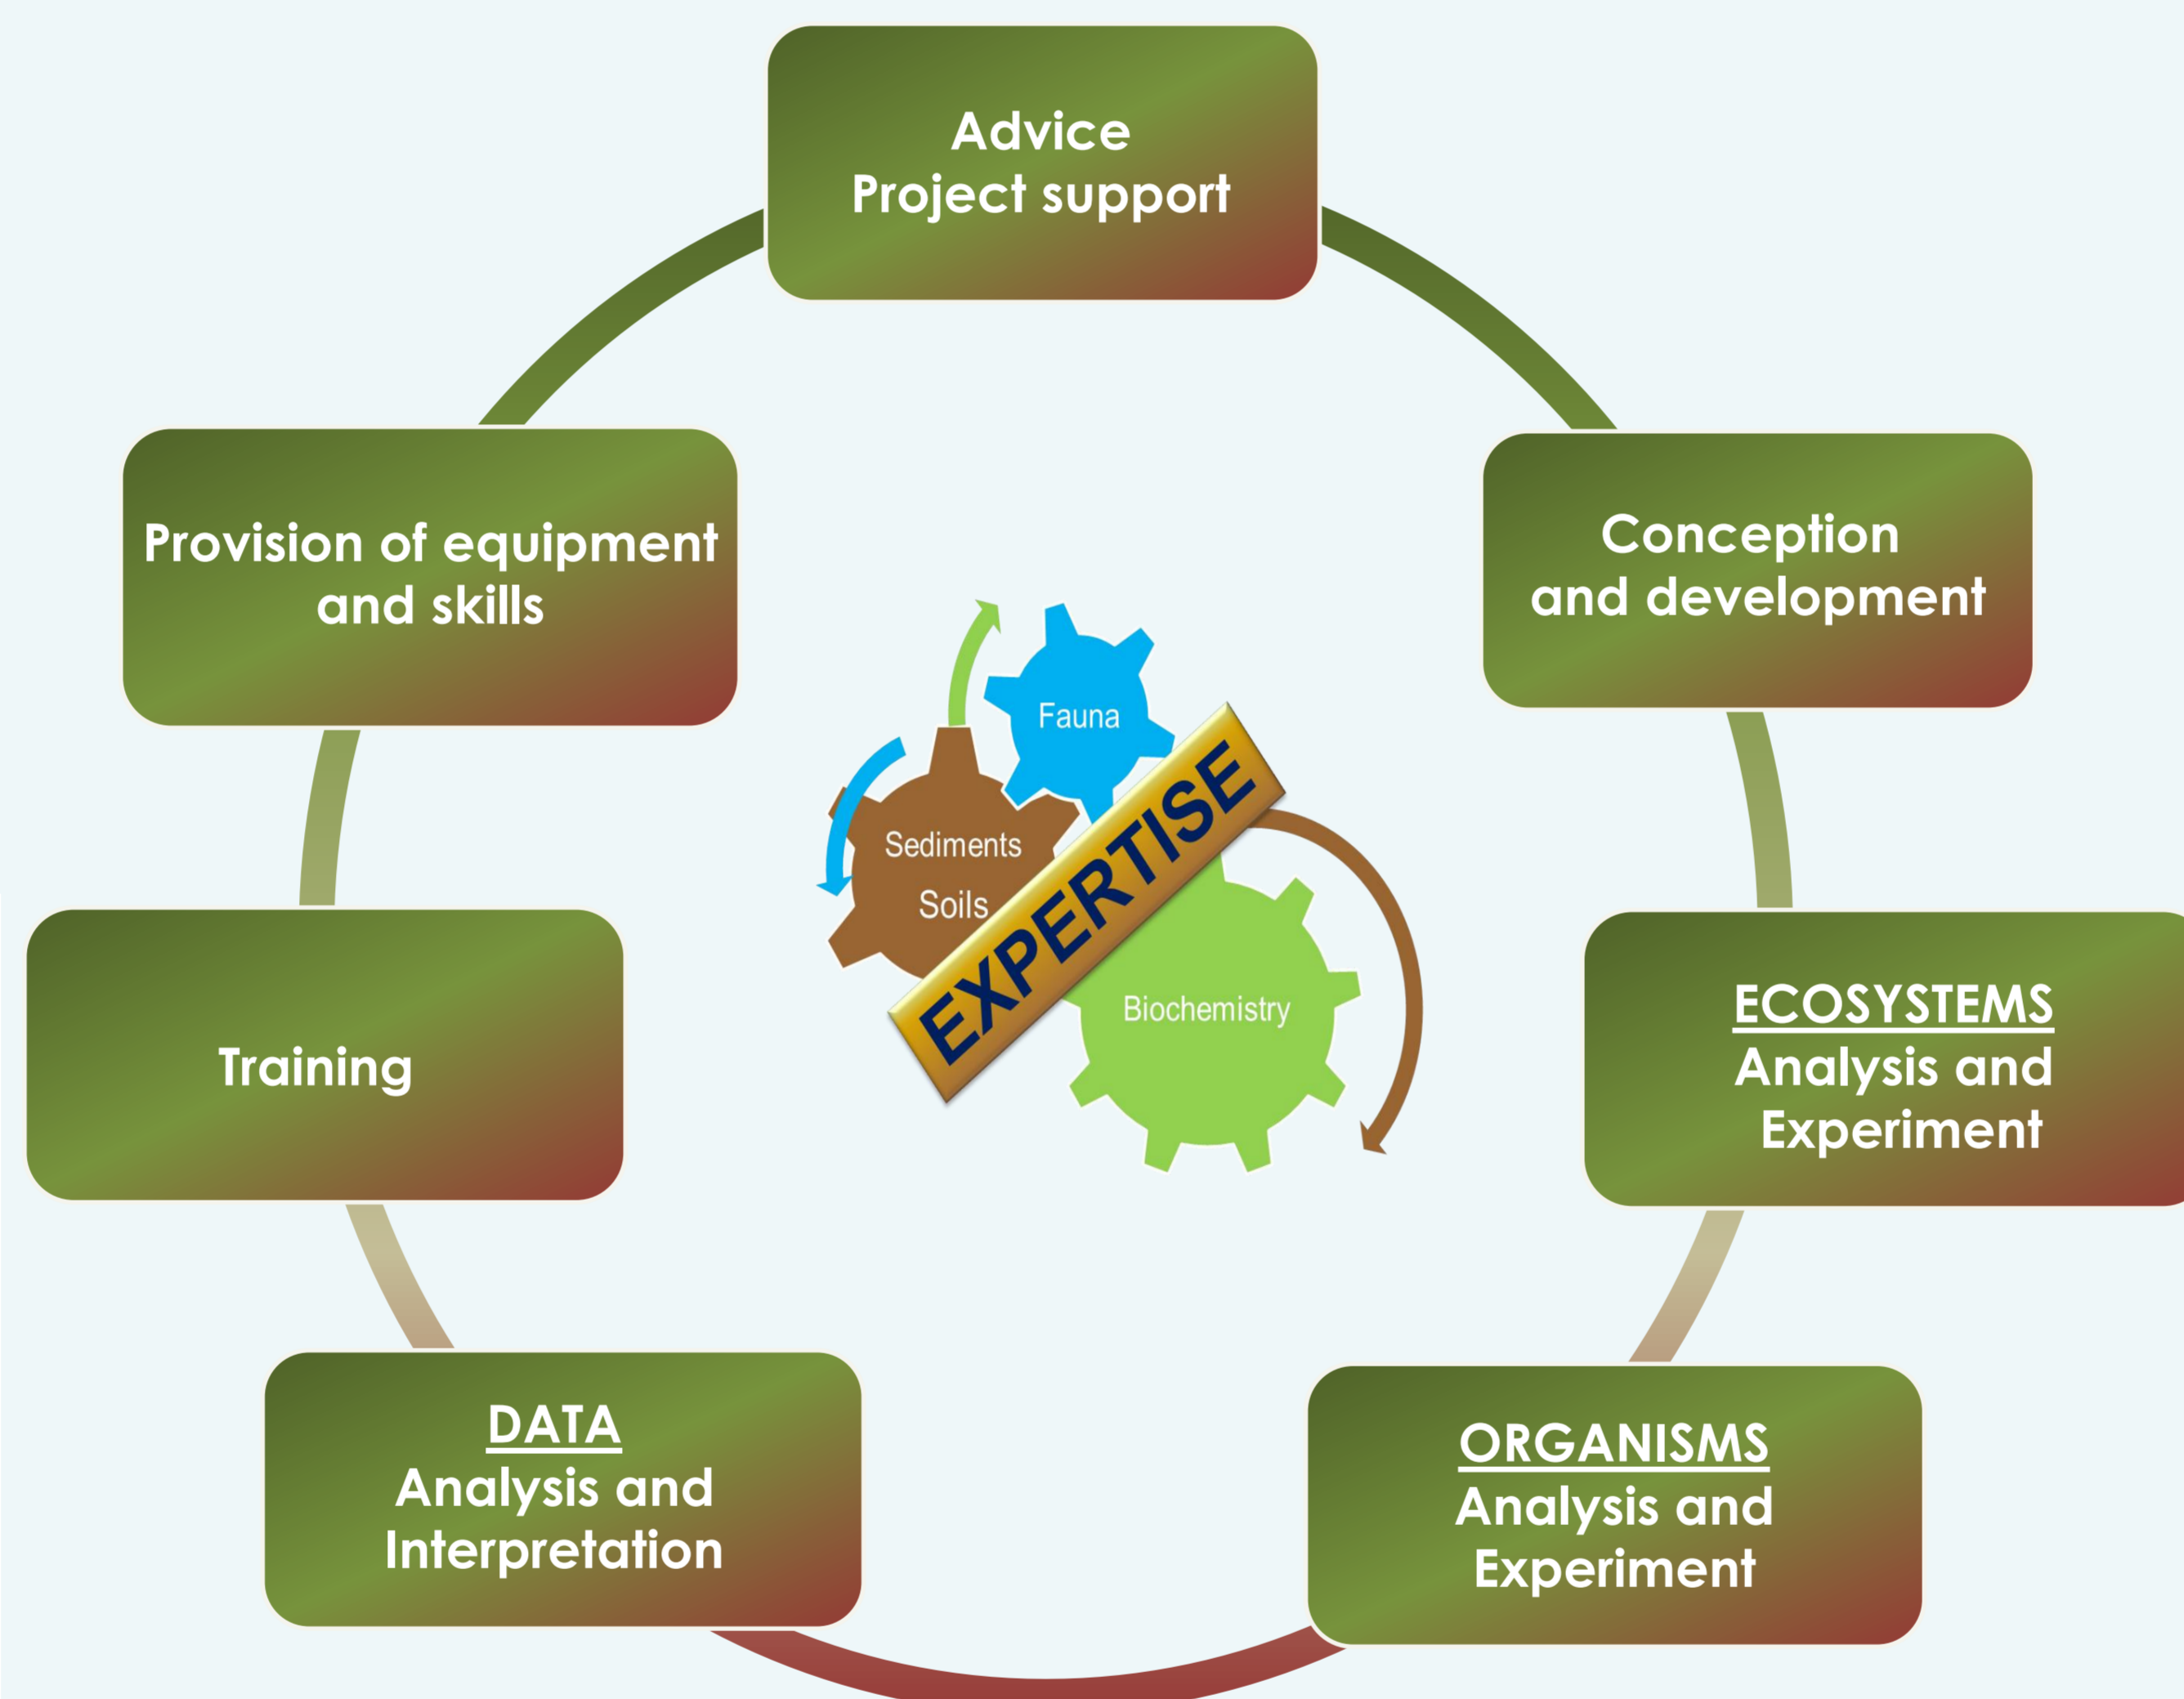 Advice
Project support
Provision of equipment
and skills
Conception
and development
Fauna
Sediments
Soils
EXPERTISE
Biochemistry
Training
ECOSYSTEMS
Analysis and
Experiment
DATA
Analysis and
Interpretation
ORGANISMS
Analysis and
Experiment